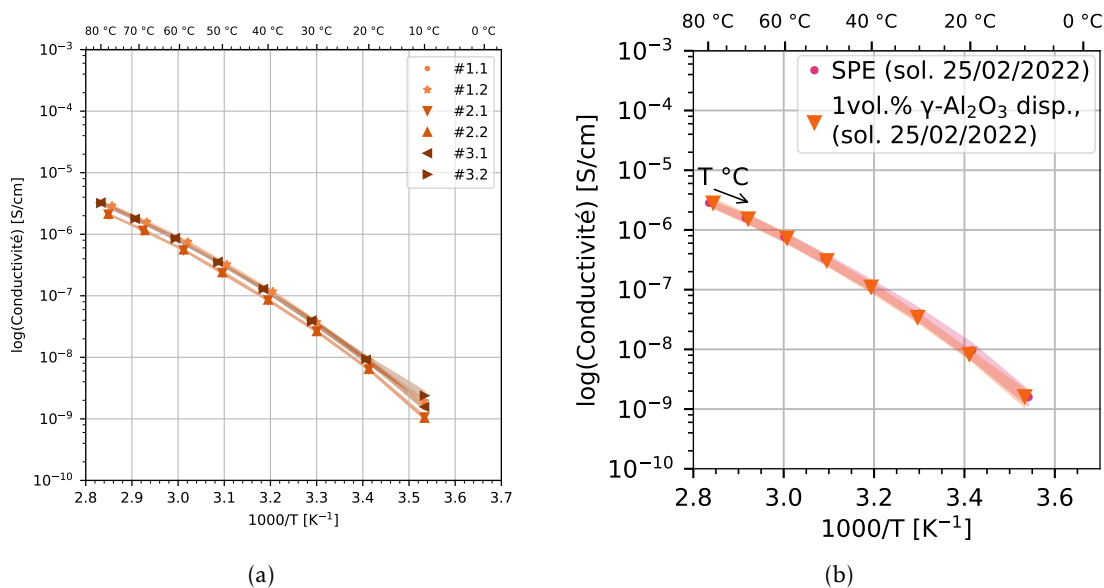 80 °C 70 °C 60 °C 50 °C 40 °C 30 °C 20 °C 10 °C 0 °C
10⁻³
10⁻⁴
10⁻⁵
10⁻⁶
10⁻⁷
10⁻⁸
10⁻⁹
10⁻¹⁰
log(Conductivité) [S/cm]
#1.1
#1.2
#2.1
#2.2
#3.1
#3.2
2.8 2.9 3.0 3.1 3.2 3.3 3.4 3.5 3.6 3.7
1000/T [K⁻¹]
(a)
80 °C 60 °C 40 °C 20 °C 0 °C
10⁻³
10⁻⁴
10⁻⁵
10⁻⁶
10⁻⁷
10⁻⁸
10⁻⁹
10⁻¹⁰
log(Conductivité) [S/cm]
SPE (sol. 25/02/2022)
1vol.% γ-Al₂O₃ disp.,
(sol. 25/02/2022)
T °C
2.8 3.0 3.2 3.4 3.6
1000/T [K⁻¹]
(b)